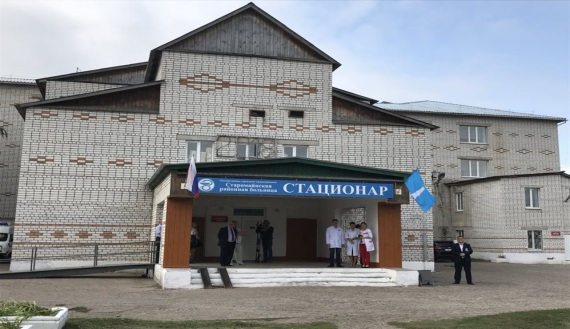 Старомайнская
районная больница
СТАЦИОНАР